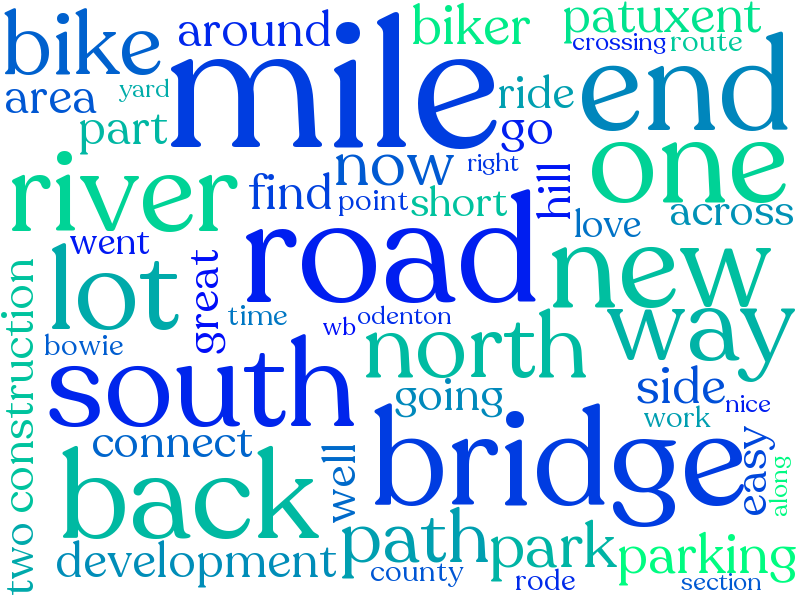 bike
around
mile
biker
patuxent
crossing
route
area
yard
part
ride
end
go
river
find
now
right
point
short
hill
one
love
across
went
lot
great
road
new
time
wb
odenton
bowie
north
way
two
construction
south
going
side
nice
work
connect
well
bridge
easy
along
back
development
path
park
parking
county
rode
section